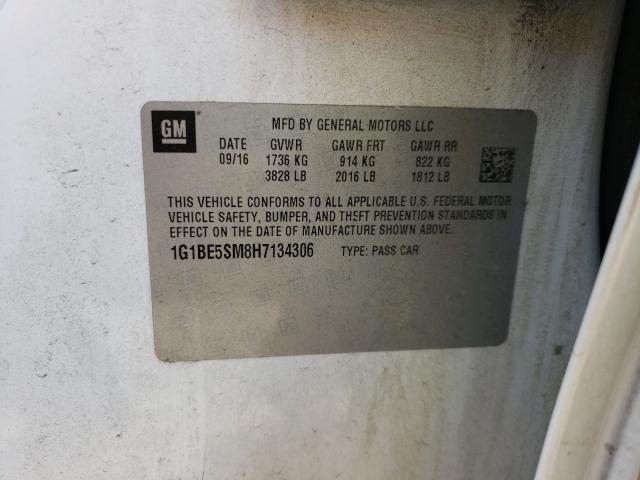 GM
MFD BY GENERAL MOTORS LLC
DATE GVWR GAWR FRT GAWR RR
09/16 1736 KG 914 KG 822 KG
3828 LB 2016 LB 1812 LB
THIS VEHICLE CONFORMS TO ALL APPLICABLE U.S. FEDERAL MOTOR
VEHICLE SAFETY, BUMPER, AND THEFT PREVENTION STANDARDS IN
EFFECT ON THE DATE OF MANUFACTURE SHOWN ABOVE.
1G1BE5SM8H7134306 TYPE: PASS CAR